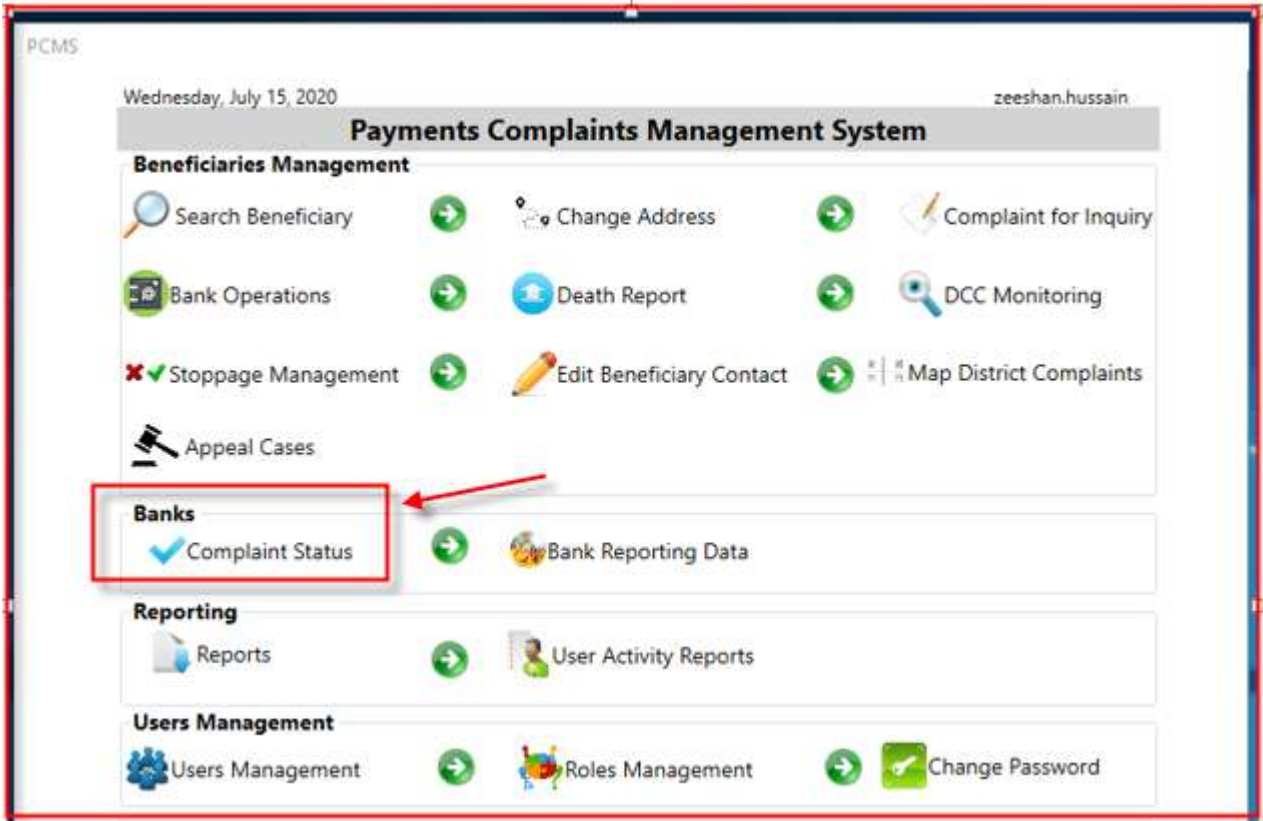 PCMS
Wednesday, July 15, 2020 zeeshan.hussain
Payments Complaints Management System
Beneficiaries Management
Search Beneficiary Change Address Complaint for Inquiry
Bank Operations Death Report DCC Monitoring
Stoppage Management Edit Beneficiary Contact Map District Complaints
Appeal Cases
Banks
Complaint Status Bank Reporting Data
Reporting
Reports User Activity Reports
Users Management
Users Management Roles Management Change Password